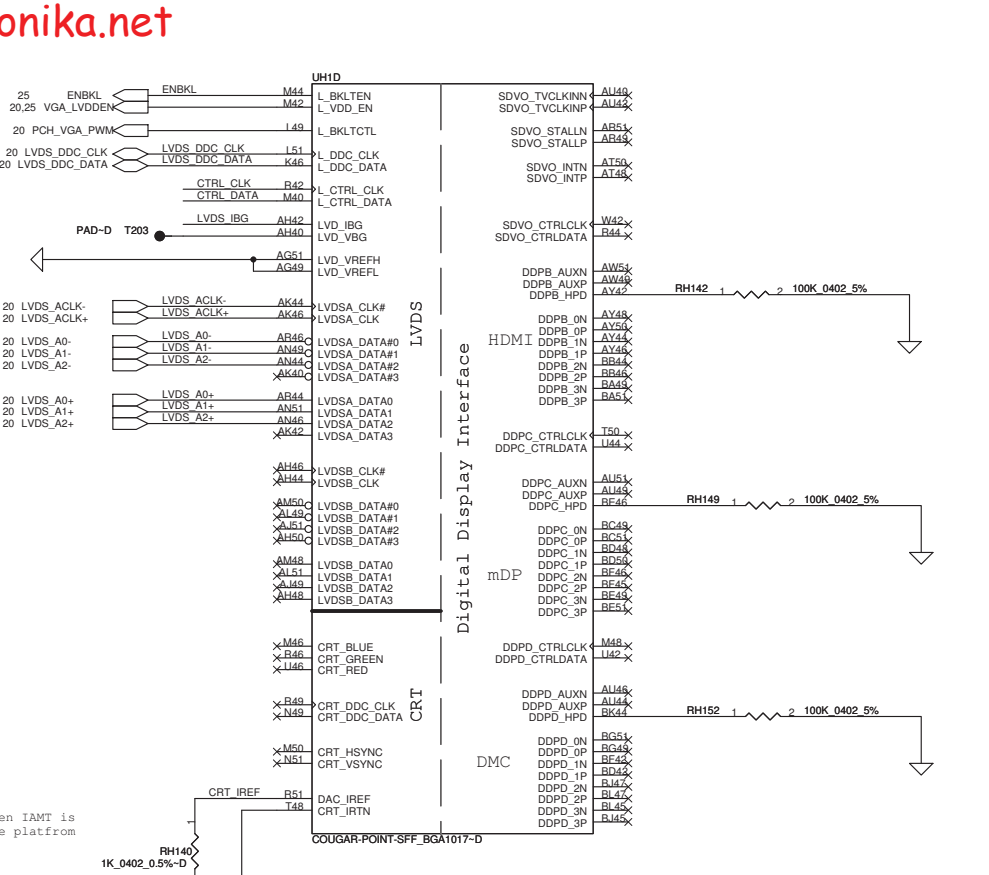 onika.net
UH1D
25 ENBKL ENBKL M44 L_BKLTEN
20,25 VGA_LVDDEN M42 L_VDD_EN
20 PCH_VGA_PWM L49 L_BKLTCTL
20 LVDS_DDC_CLK LVDS_DDC_CLK L51 L_DDC_CLK
20 LVDS_DDC_DATA LVDS_DDC_DATA K46 L_DDC_DATA
CTRL_CLK R42 L_CTRL_CLK
CTRL_DATA M40 L_CTRL_DATA
LVDS_IBG AH42 LVD_IBG
PAD~D T203 AH40 LVD_VBG
AG51 LVD_VREFH
AG49 LVD_VREFL
20 LVDS_ACLK- LVDS_ACLK- AK44 LVDSA_CLK#
20 LVDS_ACLK+ LVDS_ACLK+ AK46 LVDSA_CLK
20 LVDS_A0- LVDS_A0- AR46 LVDSA_DATA#0
20 LVDS_A1- LVDS_A1- AN49 LVDSA_DATA#1
20 LVDS_A2- LVDS_A2- AN44 LVDSA_DATA#2
AK40 LVDSA_DATA#3
20 LVDS_A0+ LVDS_A0+ AR44 LVDSA_DATA0
20 LVDS_A1+ LVDS_A1+ AN51 LVDSA_DATA1
20 LVDS_A2+ LVDS_A2+ AN46 LVDSA_DATA2
AK42 LVDSA_DATA3
AH46 LVDSB_CLK#
AH44 LVDSB_CLK
AM50 LVDSB_DATA#0
AL49 LVDSB_DATA#1
AJ51 LVDSB_DATA#2
AH50 LVDSB_DATA#3
AM48 LVDSB_DATA0
AL51 LVDSB_DATA1
AJ49 LVDSB_DATA2
AH48 LVDSB_DATA3
M46 CRT_BLUE
R46 CRT_GREEN
U46 CRT_RED
R49 CRT_DDC_CLK
N49 CRT_DDC_DATA
M50 CRT_HSYNC
N51 CRT_VSYNC
CRT_IREF R51 DAC_IREF
T48 CRT_IRTN
LVDS
CRT
Digital Display Interface
SDVO_TVCLKINN AU40
SDVO_TVCLKINP AU42
SDVO_STALLN AR51
SDVO_STALLP AR49
SDVO_INTN AT50
SDVO_INTP AT48
SDVO_CTRLCLK W42
SDVO_CTRLDATA R44
DDPB_AUXN AW51
DDPB_AUXP AW49
DDPB_HPD AY42 RH142 1 2 100K_0402_5%
HDMI
DDPB_0N AY48
DDPB_0P AY50
DDPB_1N AY44
DDPB_1P AY46
DDPB_2N BB44
DDPB_2P BB46
DDPB_3N BA49
DDPB_3P BA51
DDPC_CTRLCLK T50
DDPC_CTRLDATA U44
DDPC_AUXN AU51
DDPC_AUXP AU49
DDPC_HPD BF46 RH149 1 2 100K_0402_5%
mDP
DDPC_0N BC49
DDPC_0P BC51
DDPC_1N BD48
DDPC_1P BD50
DDPC_2N
DDPC_2P
DDPC_3N BE49
DDPC_3P BE51
DDPD_CTRLCLK M48
DDPD_CTRLDATA U42
DDPD_AUXN AU46
DDPD_AUXP AU44
DDPD_HPD BK44 RH152 1 2 100K_0402_5%
DMC
DDPD_0N BG51
DDPD_0P BG49
DDPD_1N
DDPD_1P BD42
DDPD_2N BJ47
DDPD_2P BL47
DDPD_3N BL45
DDPD_3P BJ45
COUGAR-POINT-SFF_BGA1017~D
en IAMT is
e platfrom
1
RH140
1K_0402_0.5%~D